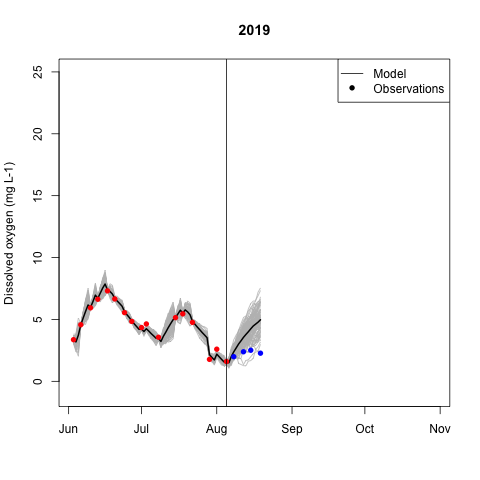 2019
Dissolved oxygen (mg L-1)
25
20
15
10
5
0
Model
Observations
Jun Jul Aug Sep Oct Nov